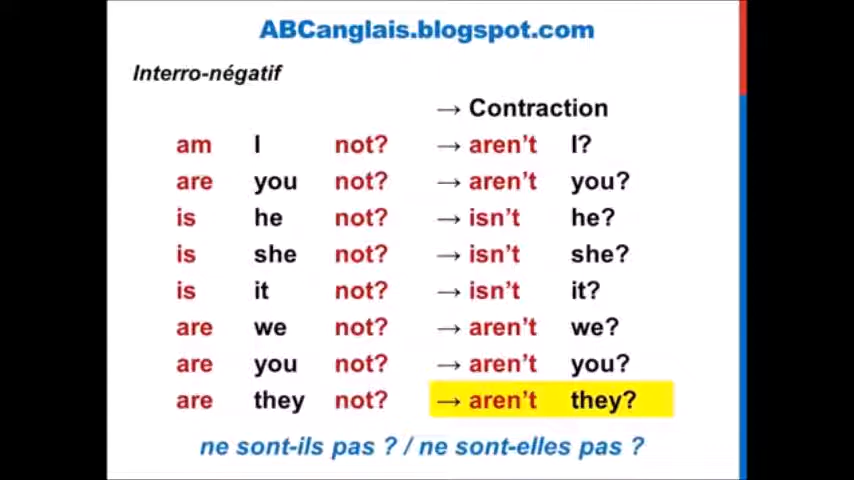 ABCanglais.blogspot.com
Interro-négatif
→ Contraction
am I not? → aren't I?
are you not? → aren't you?
is he not? → isn't he?
is she not? → isn't she?
is it not? → isn't it?
are we not? → aren't we?
are you not? → aren't you?
are they not? → aren't they?
ne sont-ils pas ? / ne sont-elles pas ?